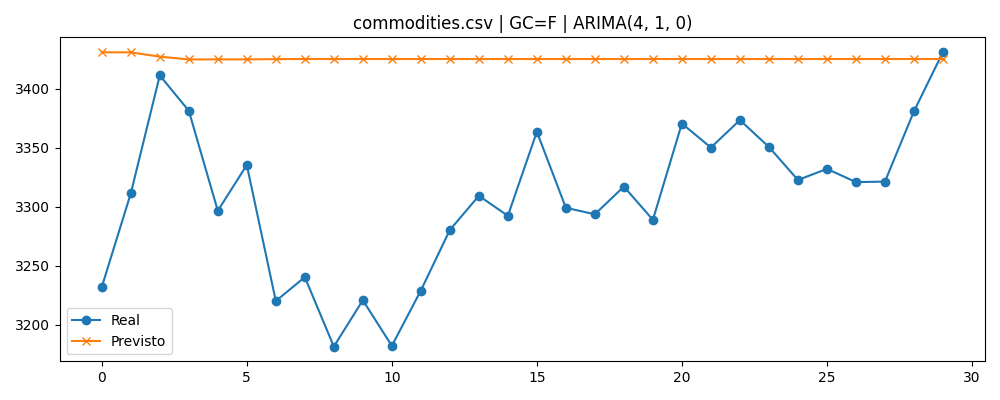 commodities.csv | GC=F | ARIMA(4, 1, 0)
3400
3350
3300
3250
3200
Real
Previsto
0 5 10 15 20 25 30